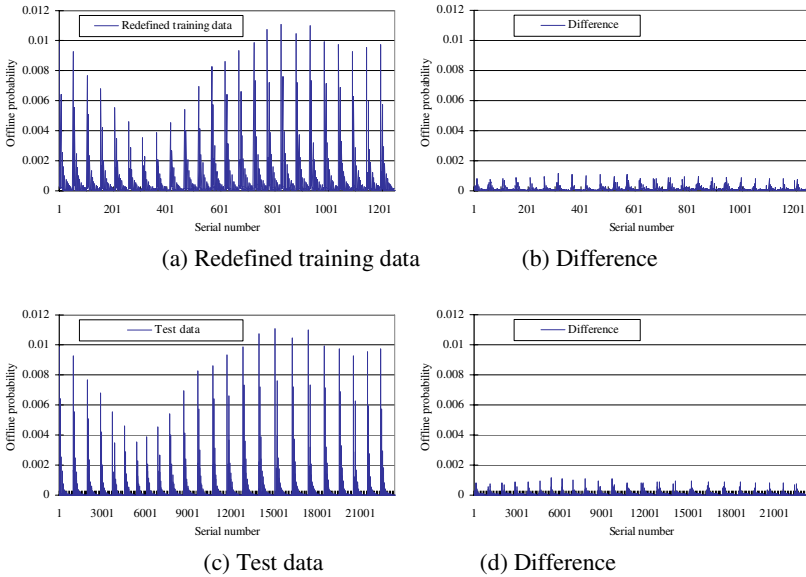 0.012
Redefined training data
0.01
0.008
0.006
0.004
0.002
0
Offline probability
1 201 401 601 801 1001 1201
Serial number
(a) Redefined training data
0.012
Difference
0.01
0.008
0.006
0.004
0.002
0
Offline probability
1 201 401 601 801 1001 1201
Serial number
(b) Difference
0.012
Test data
0.01
0.008
0.006
0.004
0.002
0
Offline probability
1 3001 6001 9001 12001 15001 18001 21001
Serial number
(c) Test data
0.012
Difference
0.01
0.008
0.006
0.004
0.002
0
Offline probability
1 3001 6001 9001 12001 15001 18001 21001
Serial number
(d) Difference